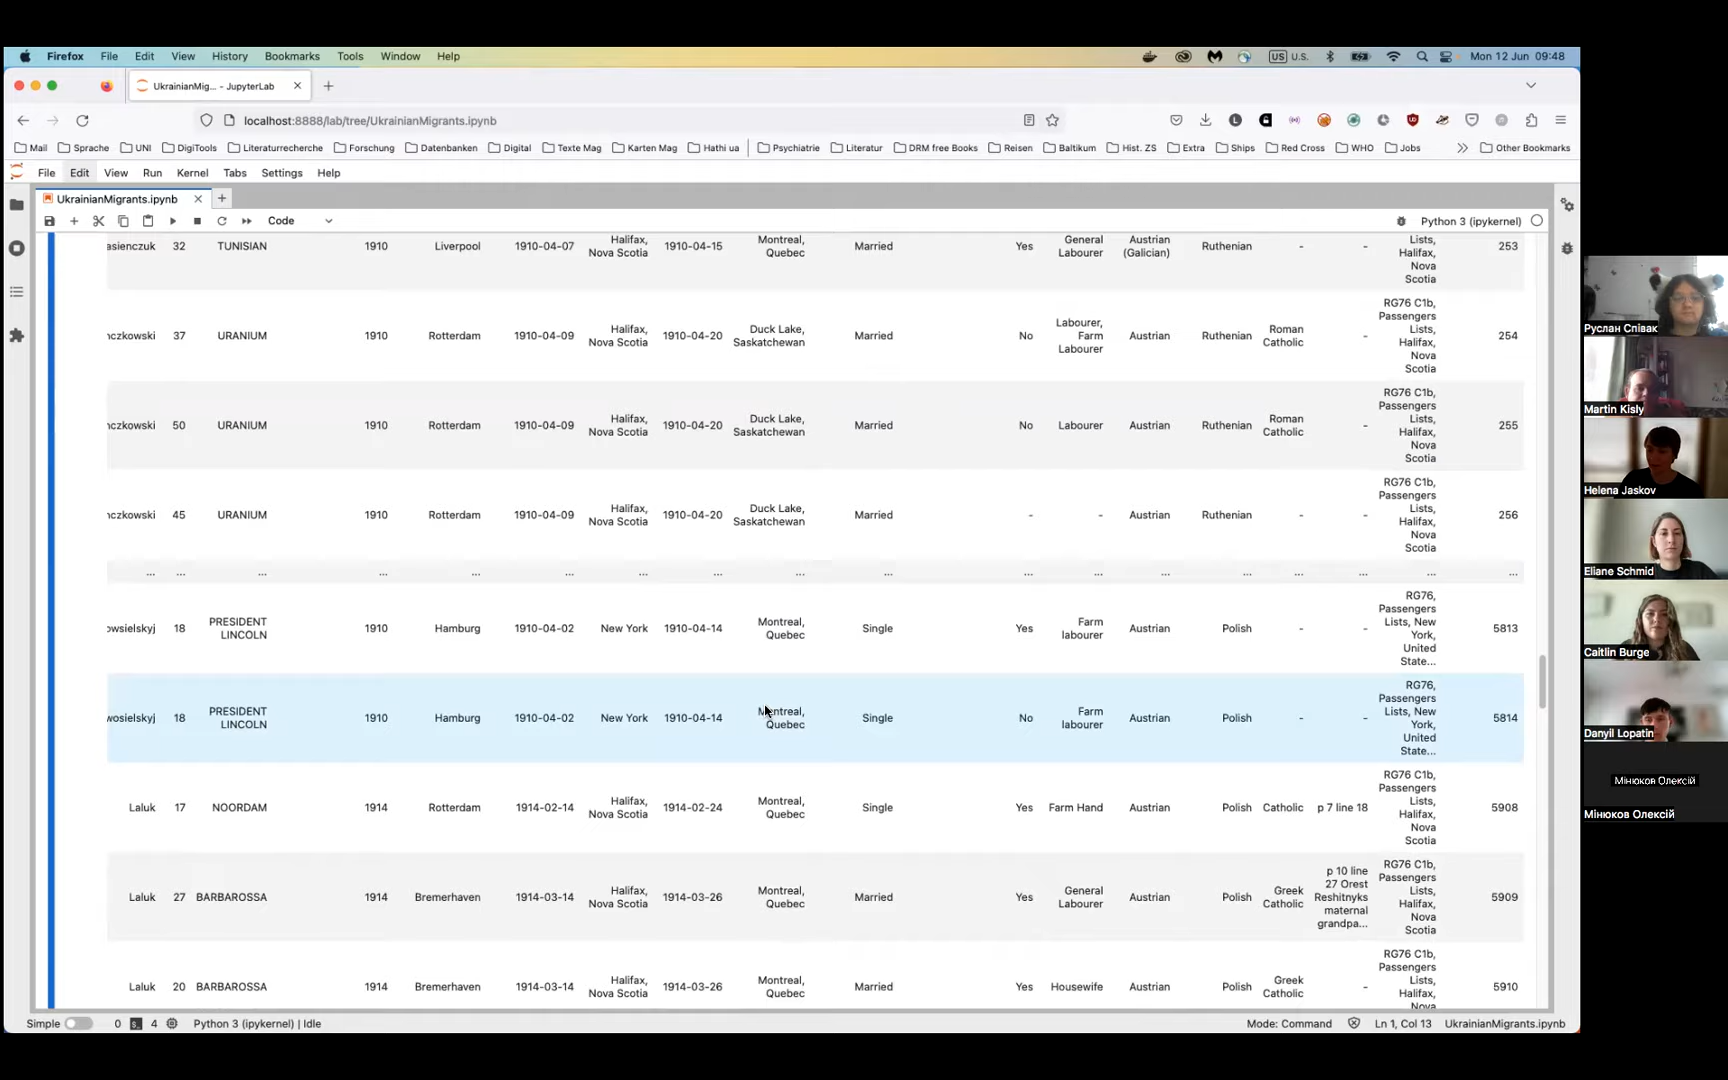 Firefox File Edit View History Bookmarks Tools Window Help US U.S. Mon 12 Jun 09:48
UkrainianMig... - JupyterLab
localhost:8888/lab/tree/UkrainianMigrants.ipynb
Mail Sprache UNI DigiTools Literaturrecherche Forschung Datenbanken Digital Texte Mag Karten Mag Hathi ua Psychiatrie Literatur DRM free Books Reisen Baltikum Hist. ZS Extra Ships Red Cross WHO Jobs Other Bookmarks
File Edit View Run Kernel Tabs Settings Help
UkrainianMigrants.ipynb
Code Python 3 (ipykernel)
asienczuk 32 TUNISIAN 1910 Liverpool 1910-04-07 Halifax, Nova Scotia 1910-04-15 Montreal, Quebec Married Yes General Labourer Austrian (Galician) Ruthenian - - Lists, Halifax, Nova Scotia 253
nczkowski 37 URANIUM 1910 Rotterdam 1910-04-09 Halifax, Nova Scotia 1910-04-20 Duck Lake, Saskatchewan Married No Labourer, Farm Labourer Austrian Ruthenian Roman Catholic - RG76 C1b, Passengers Lists, Halifax, Nova Scotia 254
nczkowski 50 URANIUM 1910 Rotterdam 1910-04-09 Halifax, Nova Scotia 1910-04-20 Duck Lake, Saskatchewan Married No Labourer Austrian Ruthenian Roman Catholic - RG76 C1b, Passengers Lists, Halifax, Nova Scotia 255
nczkowski 45 URANIUM 1910 Rotterdam 1910-04-09 Halifax, Nova Scotia 1910-04-20 Duck Lake, Saskatchewan Married - - Austrian Ruthenian - - RG76 C1b, Passengers Lists, Halifax, Nova Scotia 256
... ... ... ... ... ... ... ... ... ... ... ... ... ... ... ... ... ...
owsielskyj 18 PRESIDENT LINCOLN 1910 Hamburg 1910-04-02 New York 1910-04-14 Montreal, Quebec Single Yes Farm labourer Austrian Polish - - RG76, Passengers Lists, New York, United State... 5813
wosielskyj 18 PRESIDENT LINCOLN 1910 Hamburg 1910-04-02 New York 1910-04-14 Montreal, Quebec Single No Farm labourer Austrian Polish - - RG76, Passengers Lists, New York, United State... 5814
Laluk 17 NOORDAM 1914 Rotterdam 1914-02-14 Halifax, Nova Scotia 1914-02-24 Montreal, Quebec Single Yes Farm Hand Austrian Polish Catholic p 7 line 18 RG76 C1b, Passengers Lists, Halifax, Nova Scotia 5908
Laluk 27 BARBAROSSA 1914 Bremerhaven 1914-03-14 Halifax, Nova Scotia 1914-03-26 Montreal, Quebec Married Yes General Labourer Austrian Polish Greek Catholic p 10 line 27 Orest Reshitnyks maternal grandpa... RG76 C1b, Passengers Lists, Halifax, Nova Scotia 5909
Laluk 20 BARBAROSSA 1914 Bremerhaven 1914-03-14 Halifax, Nova Scotia 1914-03-26 Montreal, Quebec Married Yes Housewife Austrian Polish Greek Catholic - RG76 C1b, Passengers Lists, Halifax, Nova 5910
Simple 0 4 Python 3 (ipykernel) | Idle Mode: Command Ln 1, Col 13 UkrainianMigrants.ipynb
Руслан Співак
Martin Kisly
Helena Jaskov
Eliane Schmid
Caitlin Burge
Danyil Lopatin
Мінюков Олексій
Мінюков Олексій